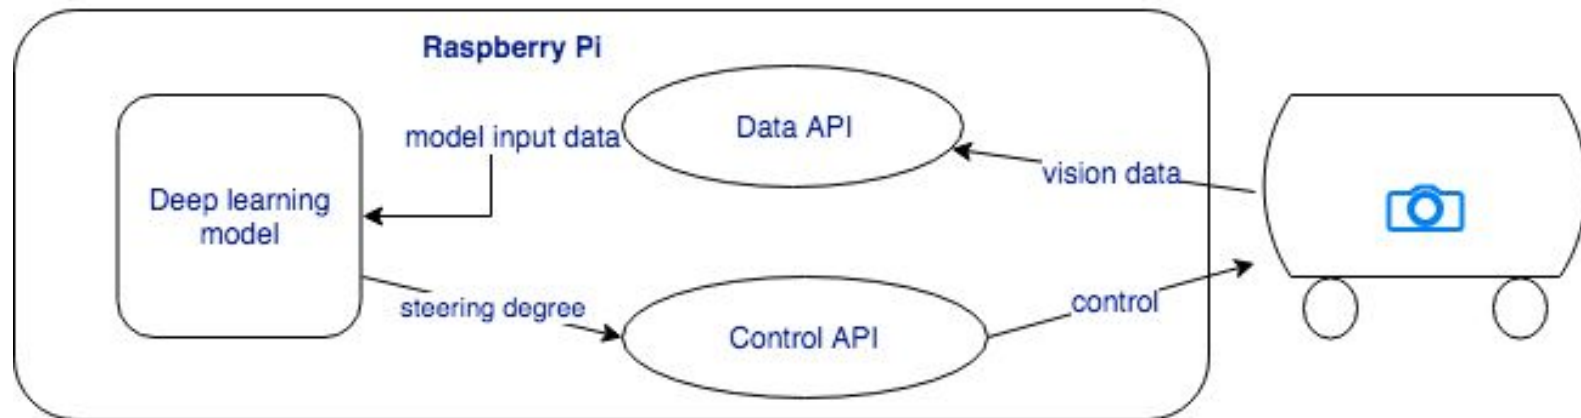 Raspberry Pi
Data API
model input data
vision data
Deep learning
model
steering degree
Control API
control